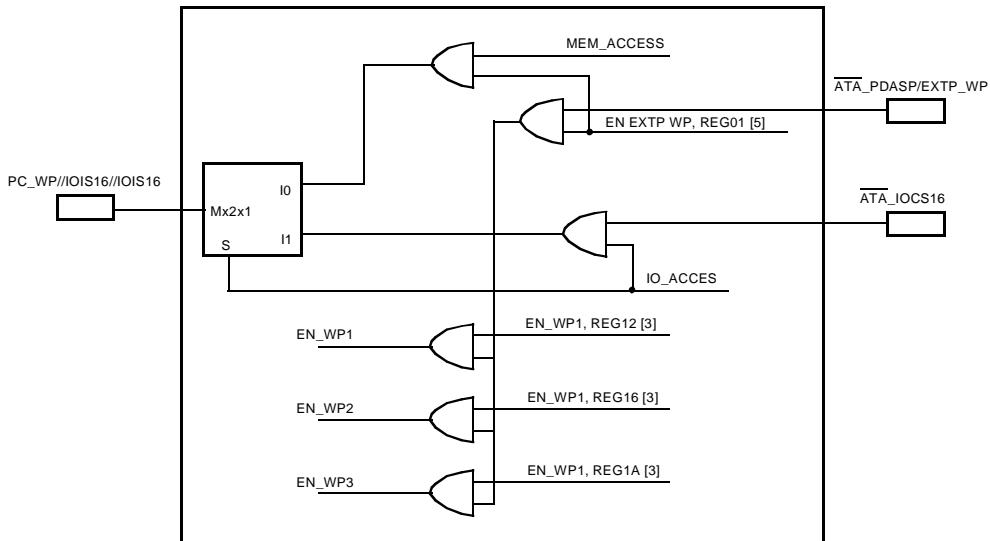 MEM_ACCESS
ATA_PDASP/EXTP_WP
EN EXTP WP, REG01 [5]
PC_WP//IOIS16//IOIS16
I0
Mx2x1
ATA_IOCS16
I1
S
IO_ACCES
EN_WP1
EN_WP1, REG12 [3]
EN_WP2
EN_WP1, REG16 [3]
EN_WP3
EN_WP1, REG1A [3]